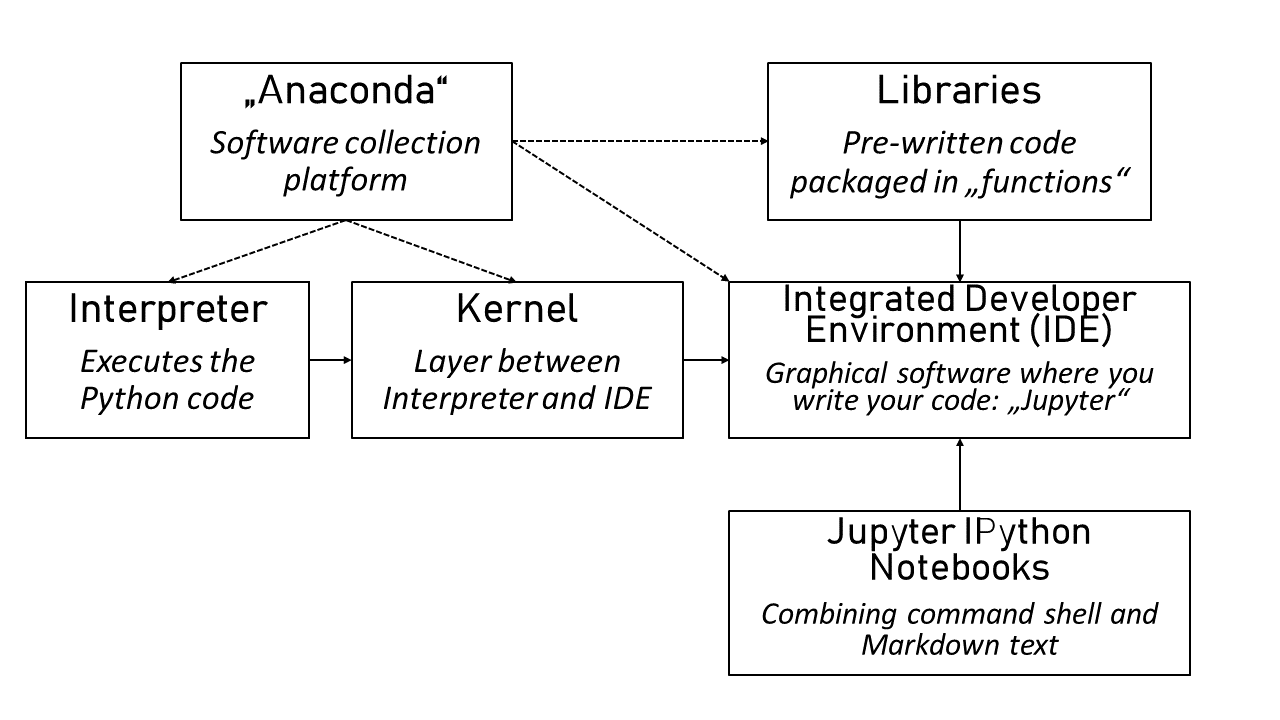 „Anaconda“
Software collection
platform
Libraries
Pre-written code
packaged in „functions“
Interpreter
Executes the
Python code
Kernel
Layer between
Interpreter and IDE
Integrated Developer
Environment (IDE)
Graphical software where you
write your code: „Jupyter“
Jupyter IPython
Notebooks
Combining command shell and
Markdown text